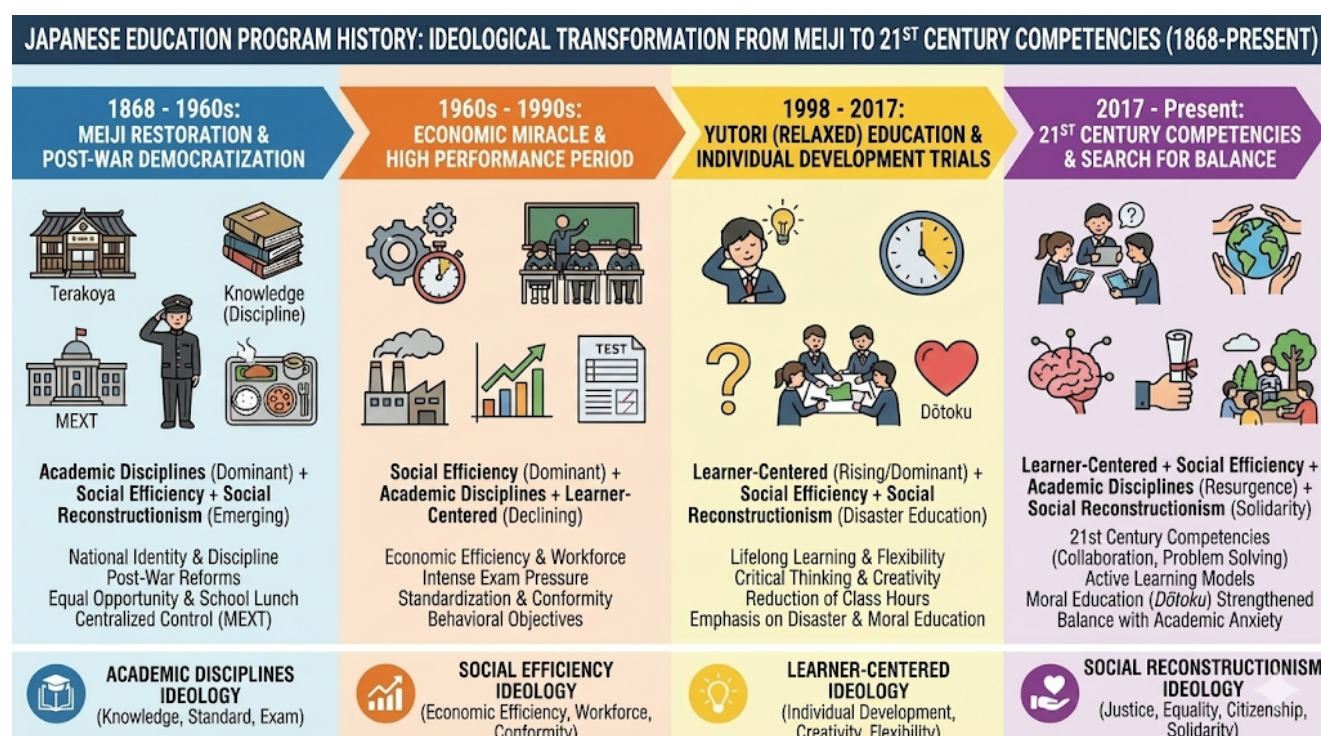 JAPANESE EDUCATION PROGRAM HISTORY: IDEOLOGICAL TRANSFORMATION FROM MEIJI TO 21ST CENTURY COMPETENCIES (1868-PRESENT)
1868 - 1960s:
MEIJI RESTORATION &
POST-WAR DEMOCRATIZATION
Terakoya
Knowledge
(Discipline)
MEXT
Academic Disciplines (Dominant) +
Social Efficiency + Social
Reconstructionism (Emerging)
National Identity & Discipline
Post-War Reforms
Equal Opportunity & School Lunch
Centralized Control (MEXT)
ACADEMIC DISCIPLINES
IDEOLOGY
(Knowledge, Standard, Exam)
1960s - 1990s:
ECONOMIC MIRACLE &
HIGH PERFORMANCE PERIOD
TEST
Social Efficiency (Dominant) +
Academic Disciplines + Learner-
Centered (Declining)
Economic Efficiency & Workforce
Intense Exam Pressure
Standardization & Conformity
Behavioral Objectives
SOCIAL EFFICIENCY
IDEOLOGY
(Economic Efficiency, Workforce,
Conformity)
1998 - 2017:
YUTORI (RELAXED) EDUCATION &
INDIVIDUAL DEVELOPMENT TRIALS
?
Dōtoku
Learner-Centered (Rising/Dominant) +
Social Efficiency + Social
Reconstructionism (Disaster Education)
Lifelong Learning & Flexibility
Critical Thinking & Creativity
Reduction of Class Hours
Emphasis on Disaster & Moral Education
LEARNER-CENTERED
IDEOLOGY
(Individual Development,
Creativity, Flexibility)
2017 - Present:
21ST CENTURY COMPETENCIES
& SEARCH FOR BALANCE
?
Learner-Centered + Social Efficiency +
Academic Disciplines (Resurgence) +
Social Reconstructionism (Solidarity)
21st Century Competencies
(Collaboration, Problem Solving)
Active Learning Models
Moral Education (Dōtoku) Strengthened
Balance with Academic Anxiety
SOCIAL RECONSTRUCTIONISM
IDEOLOGY
(Justice, Equality, Citizenship,
Solidarity)